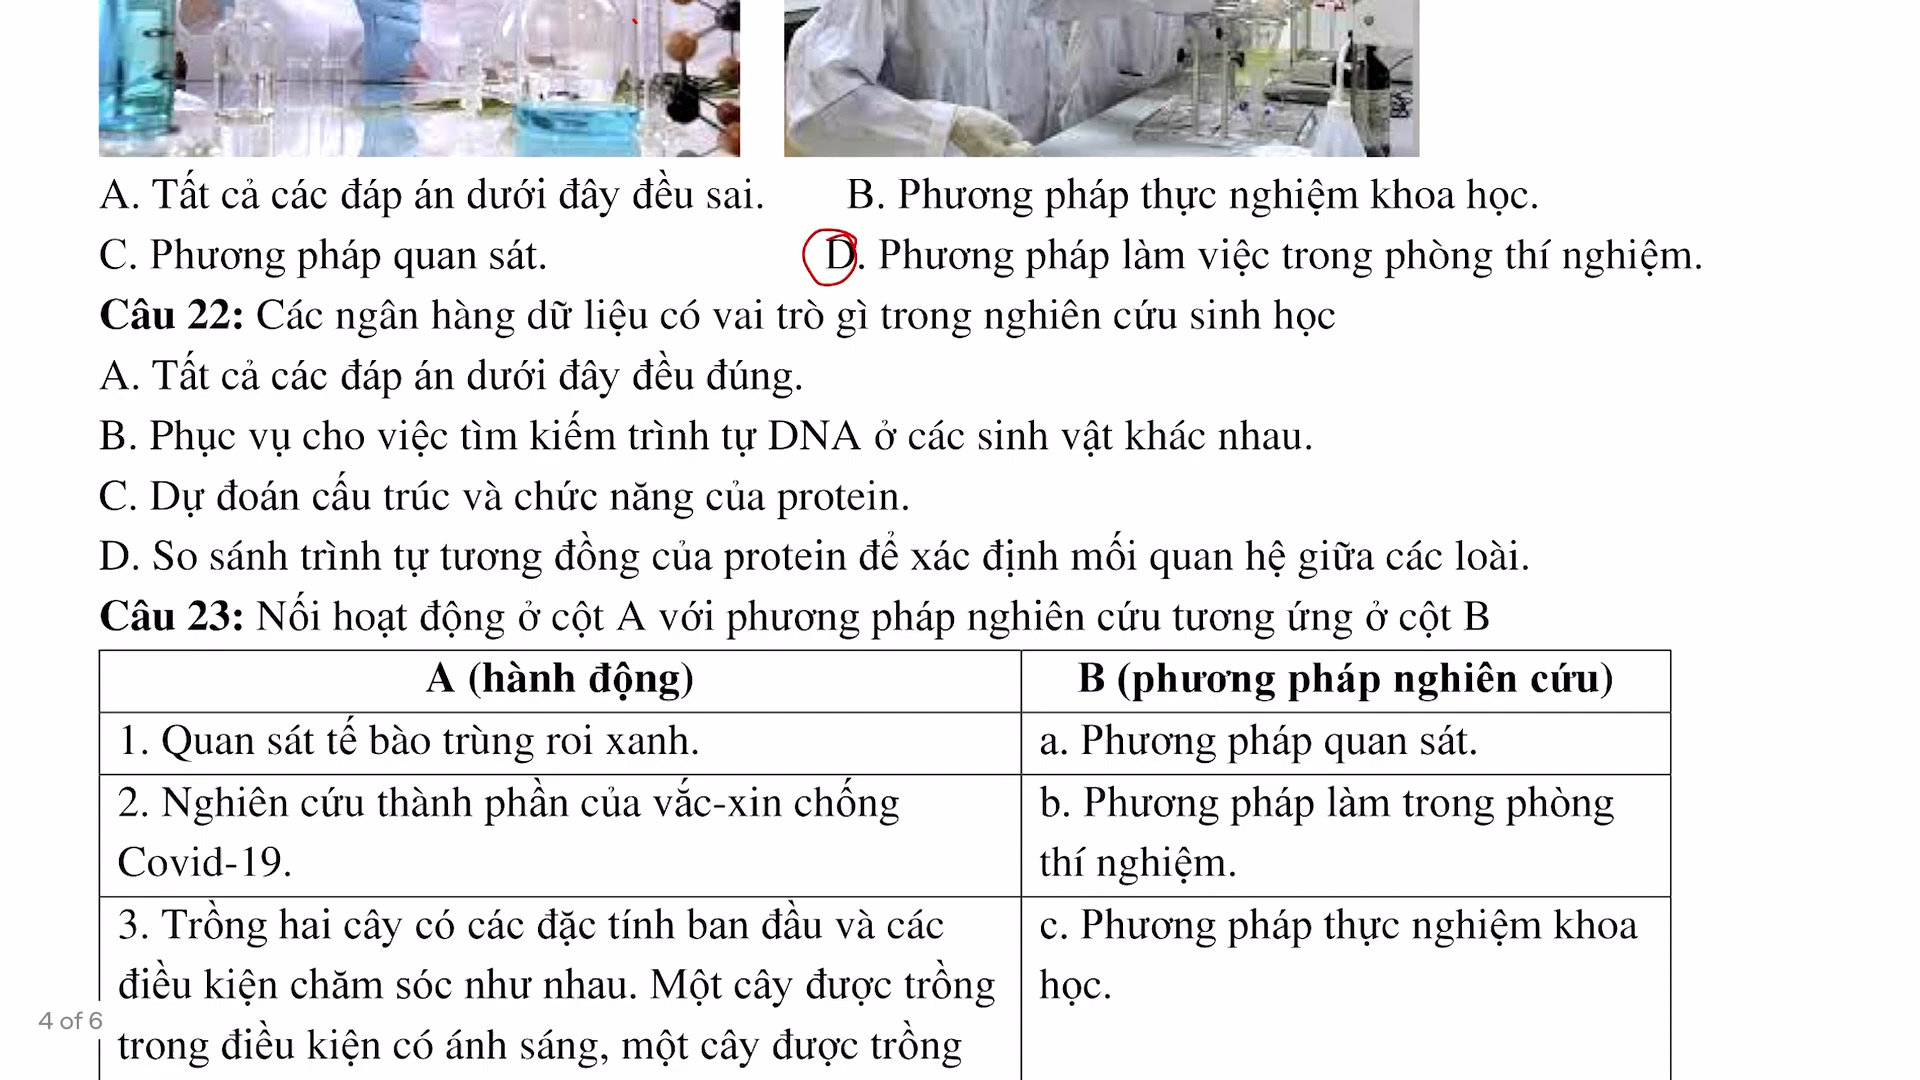 A. Tất cả các đáp án dưới đây đều sai. B. Phương pháp thực nghiệm khoa học.
C. Phương pháp quan sát. D. Phương pháp làm việc trong phòng thí nghiệm.
Câu 22: Các ngân hàng dữ liệu có vai trò gì trong nghiên cứu sinh học
A. Tất cả các đáp án dưới đây đều đúng.
B. Phục vụ cho việc tìm kiếm trình tự DNA ở các sinh vật khác nhau.
C. Dự đoán cấu trúc và chức năng của protein.
D. So sánh trình tự tương đồng của protein để xác định mối quan hệ giữa các loài.
Câu 23: Nối hoạt động ở cột A với phương pháp nghiên cứu tương ứng ở cột B
A (hành động) B (phương pháp nghiên cứu)
1. Quan sát tế bào trùng roi xanh. a. Phương pháp quan sát.
2. Nghiên cứu thành phần của vắc-xin chống b. Phương pháp làm trong phòng
Covid-19. thí nghiệm.
3. Trồng hai cây có các đặc tính ban đầu và các c. Phương pháp thực nghiệm khoa
điều kiện chăm sóc như nhau. Một cây được trồng học.
trong điều kiện có ánh sáng, một cây được trồng
4 of 6